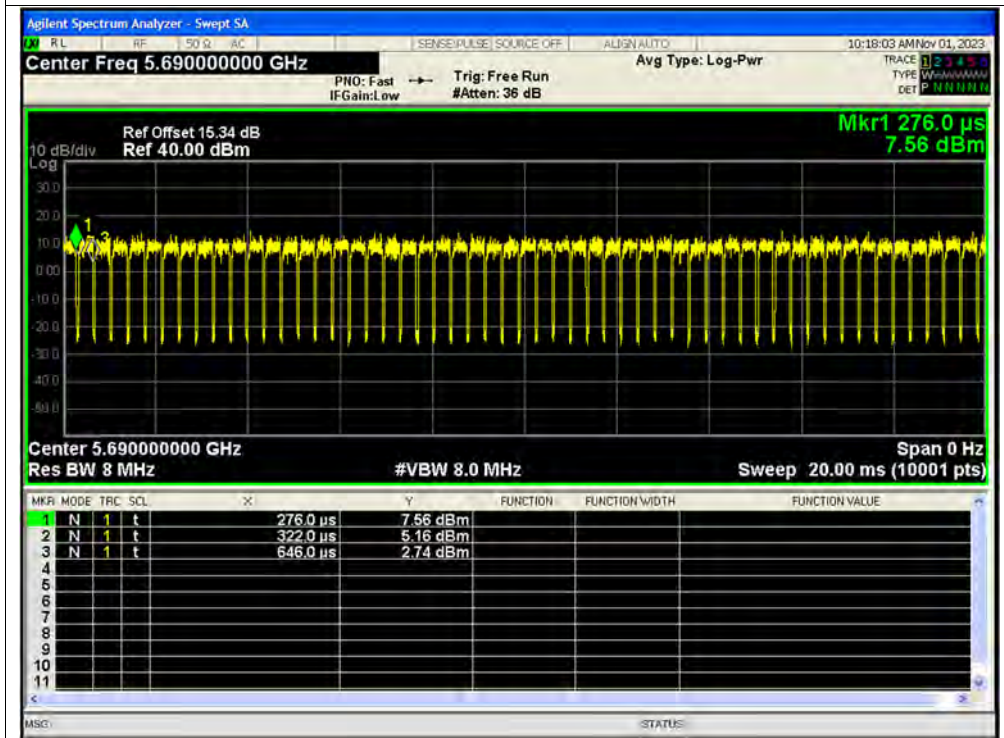 Agilent Spectrum Analyzer - Swept SA
RL RF 50 Ω AC SENSE:PULSE SOURCE OFF ALIGN AUTO 10:18:03 AM Nov 01, 2023
Center Freq 5.690000000 GHz
PNO: Fast
IFGain:Low
Trig: Free Run
#Atten: 36 dB
Avg Type: Log-Pwr
TRACE 1 2 3 4 5 6
TYPE W
DET P N N N N N
Mkr1 276.0 µs
7.56 dBm
Ref Offset 15.34 dB
10 dB/div Ref 40.00 dBm
Log
30.0
20.0
10.0
0.00
-10.0
-20.0
-30.0
-40.0
-50.0
1
3
Center 5.690000000 GHz Span 0 Hz
Res BW 8 MHz #VBW 8.0 MHz Sweep 20.00 ms (10001 pts)
MKR MODE TRC SCL X Y FUNCTION FUNCTION WIDTH FUNCTION VALUE
1 N 1 t 276.0 µs 7.56 dBm
2 N 1 t 322.0 µs 5.16 dBm
3 N 1 t 646.0 µs 2.74 dBm
4
5
6
7
8
9
10
11
MSG STATUS